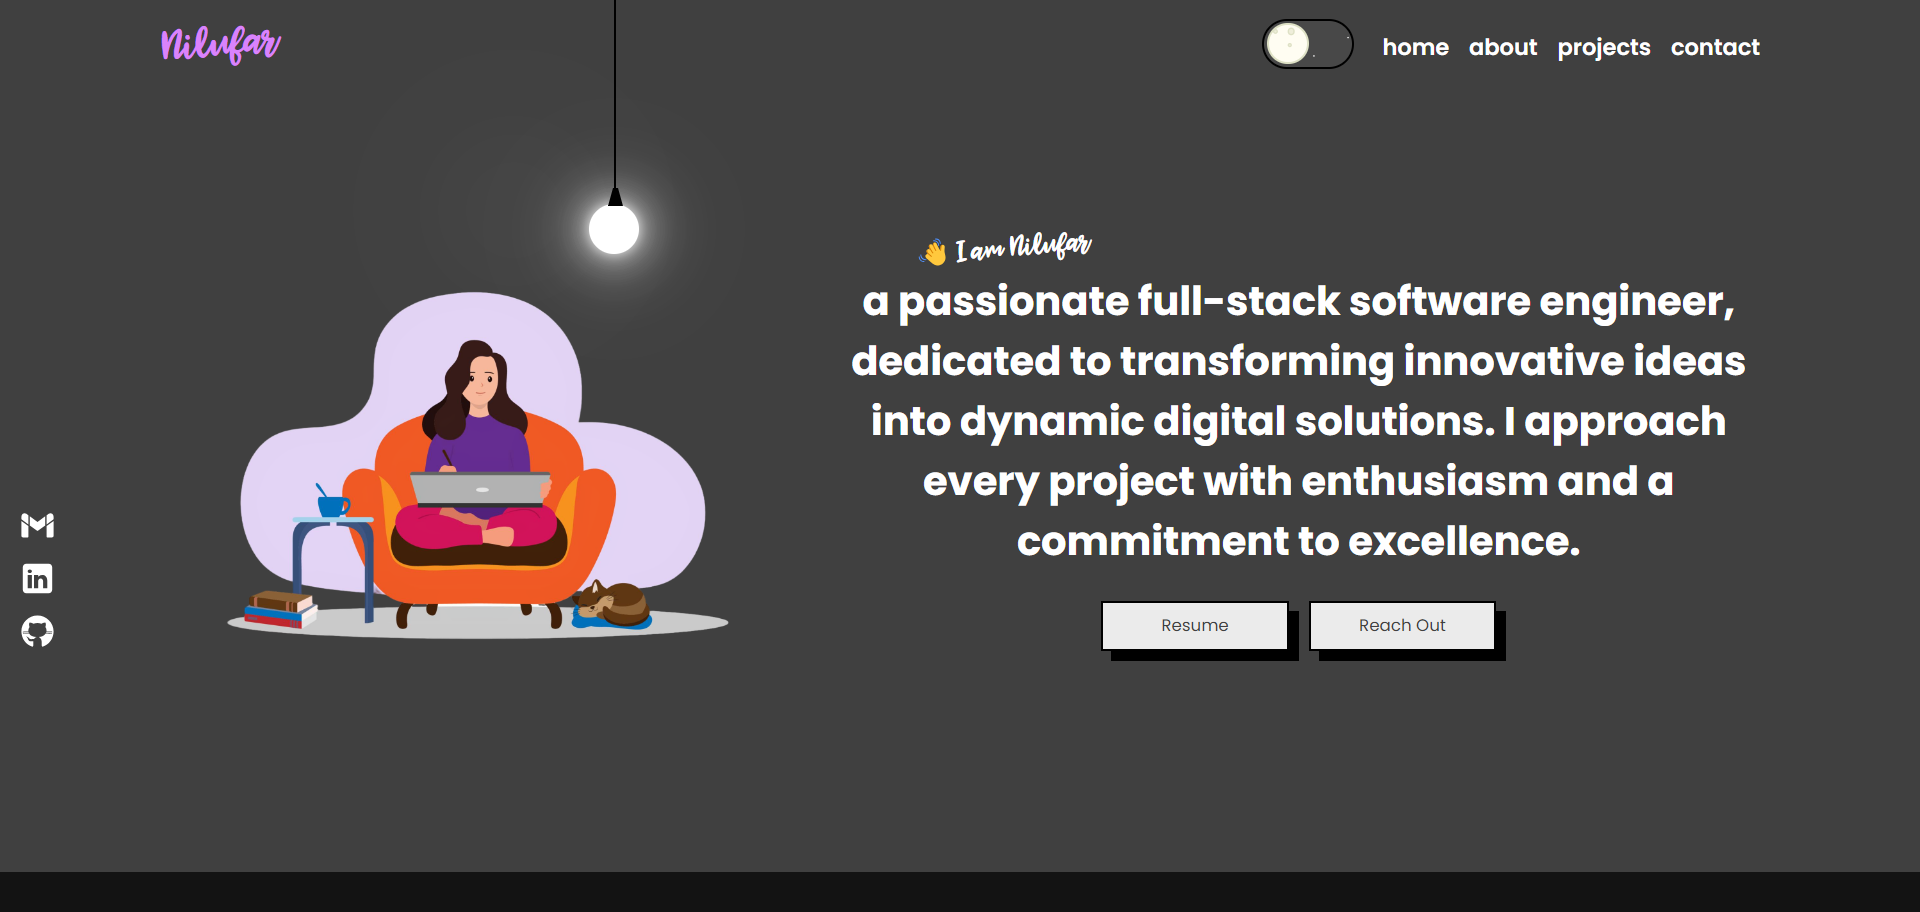 Nilufar
home about projects contact
👋 I am Nilufar
a passionate full-stack software engineer,
dedicated to transforming innovative ideas
into dynamic digital solutions. I approach
every project with enthusiasm and a
commitment to excellence.
in
Resume Reach Out